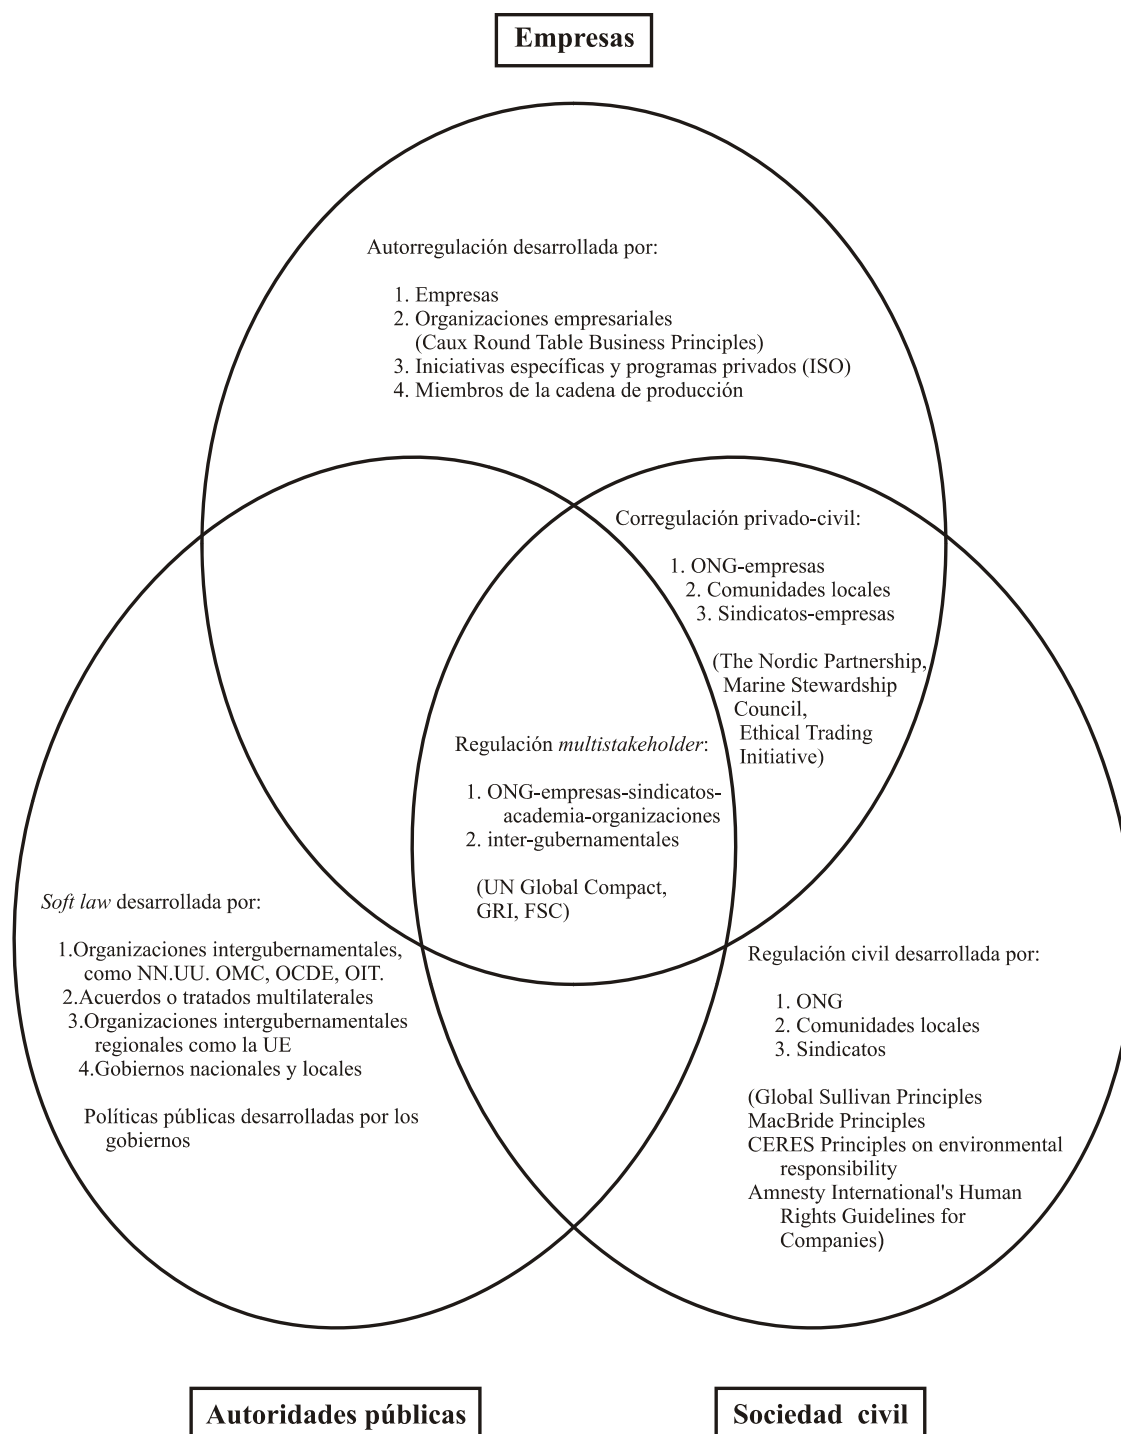 Empresas
Autorregulación desarrollada por:
1. Empresas
2. Organizaciones empresariales
(Caux Round Table Business Principles)
3. Iniciativas específicas y programas privados (ISO)
4. Miembros de la cadena de producción
Corregulación privado-civil:
1. ONG-empresas
2. Comunidades locales
3. Sindicatos-empresas
(The Nordic Partnership,
Marine Stewardship
Council,
Ethical Trading
Initiative)
Regulación multistakeholder:
1. ONG-empresas-sindicatos-
academia-organizaciones
2. inter-gubernamentales
(UN Global Compact,
GRI, FSC)
Soft law desarrollada por:
1.Organizaciones intergubernamentales,
como NN.UU. OMC, OCDE, OIT.
2.Acuerdos o tratados multilaterales
3.Organizaciones intergubernamentales
regionales como la UE
4.Gobiernos nacionales y locales
Políticas públicas desarrolladas por los
gobiernos
Regulación civil desarrollada por:
1. ONG
2. Comunidades locales
3. Sindicatos
(Global Sullivan Principles
MacBride Principles
CERES Principles on environmental
responsibility
Amnesty International's Human
Rights Guidelines for
Companies)
Autoridades públicas
Sociedad civil